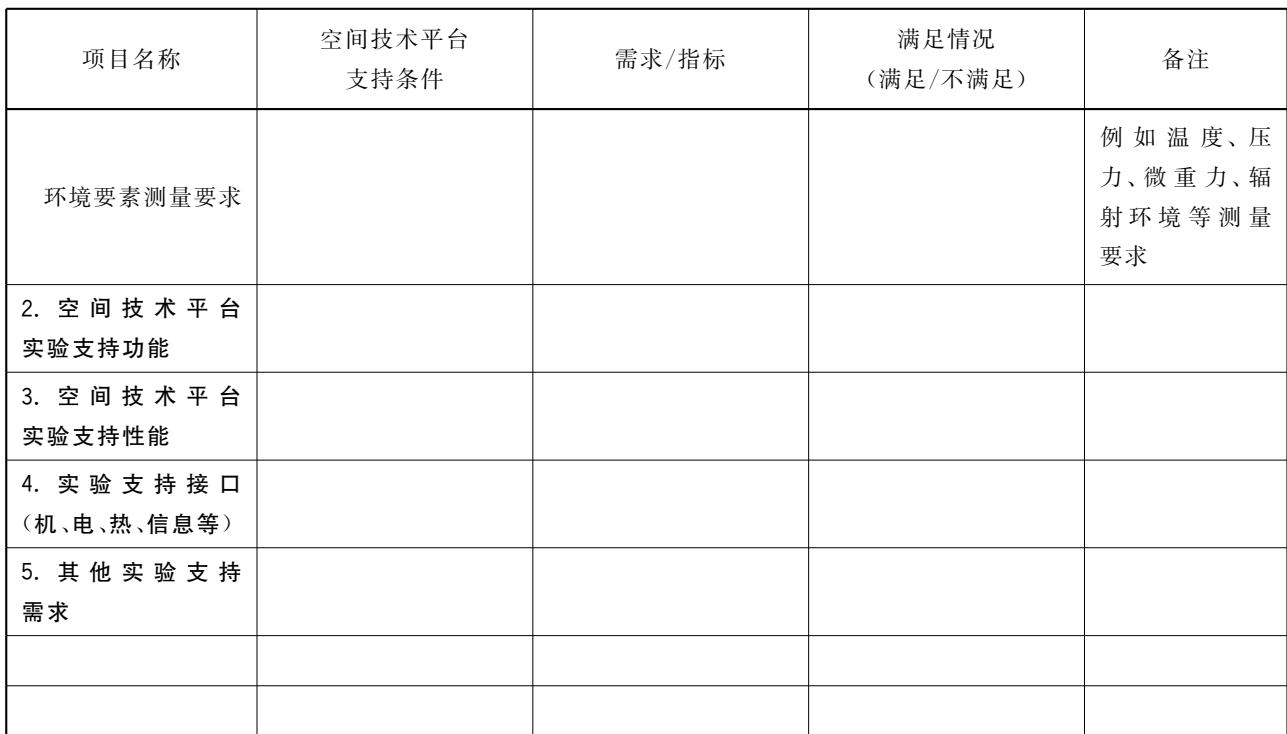 项目名称
空间技术平台
支持条件
需求/指标
满足情况
（满足/不满足）
备注
环境要素测量要求
例如温度、压
力、微重力、辐
射环境等测量
要求
2. 空间技术平台
实验支持功能
3. 空间技术平台
实验支持性能
4. 实验支持接口
（机、电、热、信息等）
5. 其他实验支持
需求